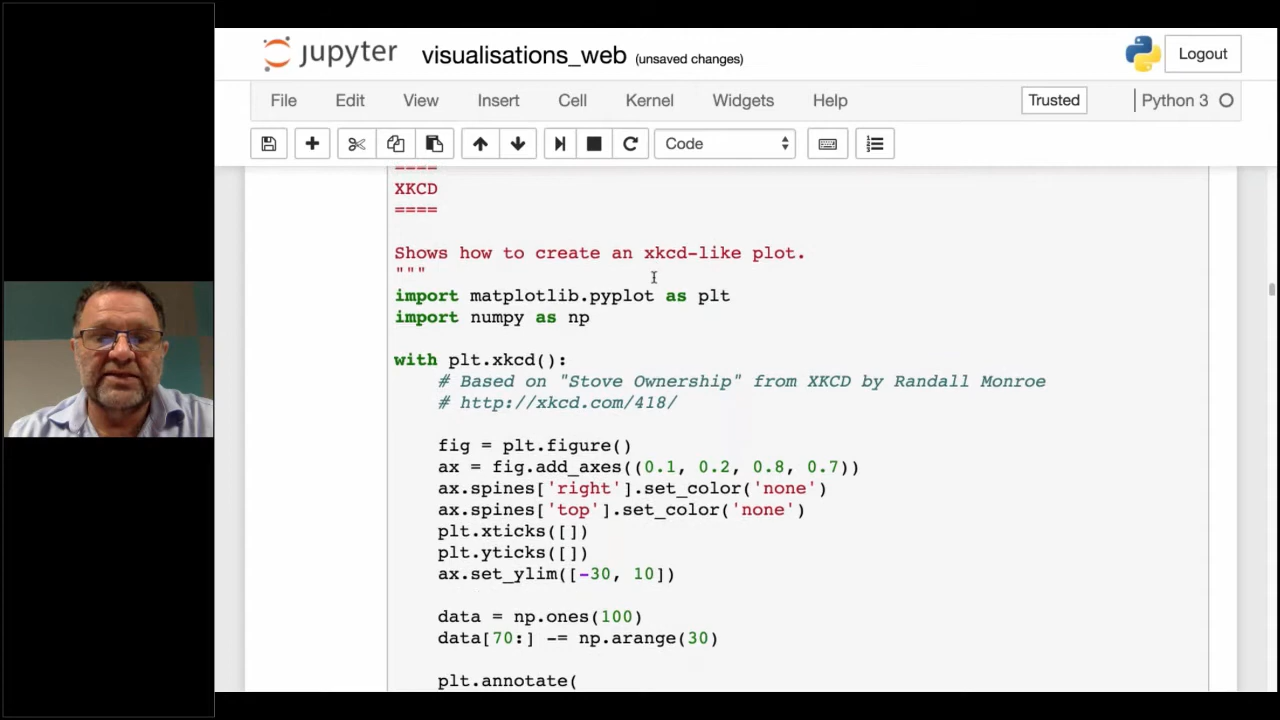 jupyter visualisations_web (unsaved changes) Logout
File Edit View Insert Cell Kernel Widgets Help Trusted Python 3
Code
====
XKCD
====
Shows how to create an xkcd-like plot.
"""
import matplotlib.pyplot as plt
import numpy as np
with plt.xkcd():
# Based on "Stove Ownership" from XKCD by Randall Monroe
# http://xkcd.com/418/
fig = plt.figure()
ax = fig.add_axes((0.1, 0.2, 0.8, 0.7))
ax.spines['right'].set_color('none')
ax.spines['top'].set_color('none')
plt.xticks([])
plt.yticks([])
ax.set_ylim([-30, 10])
data = np.ones(100)
data[70:] -= np.arange(30)
plt.annotate(